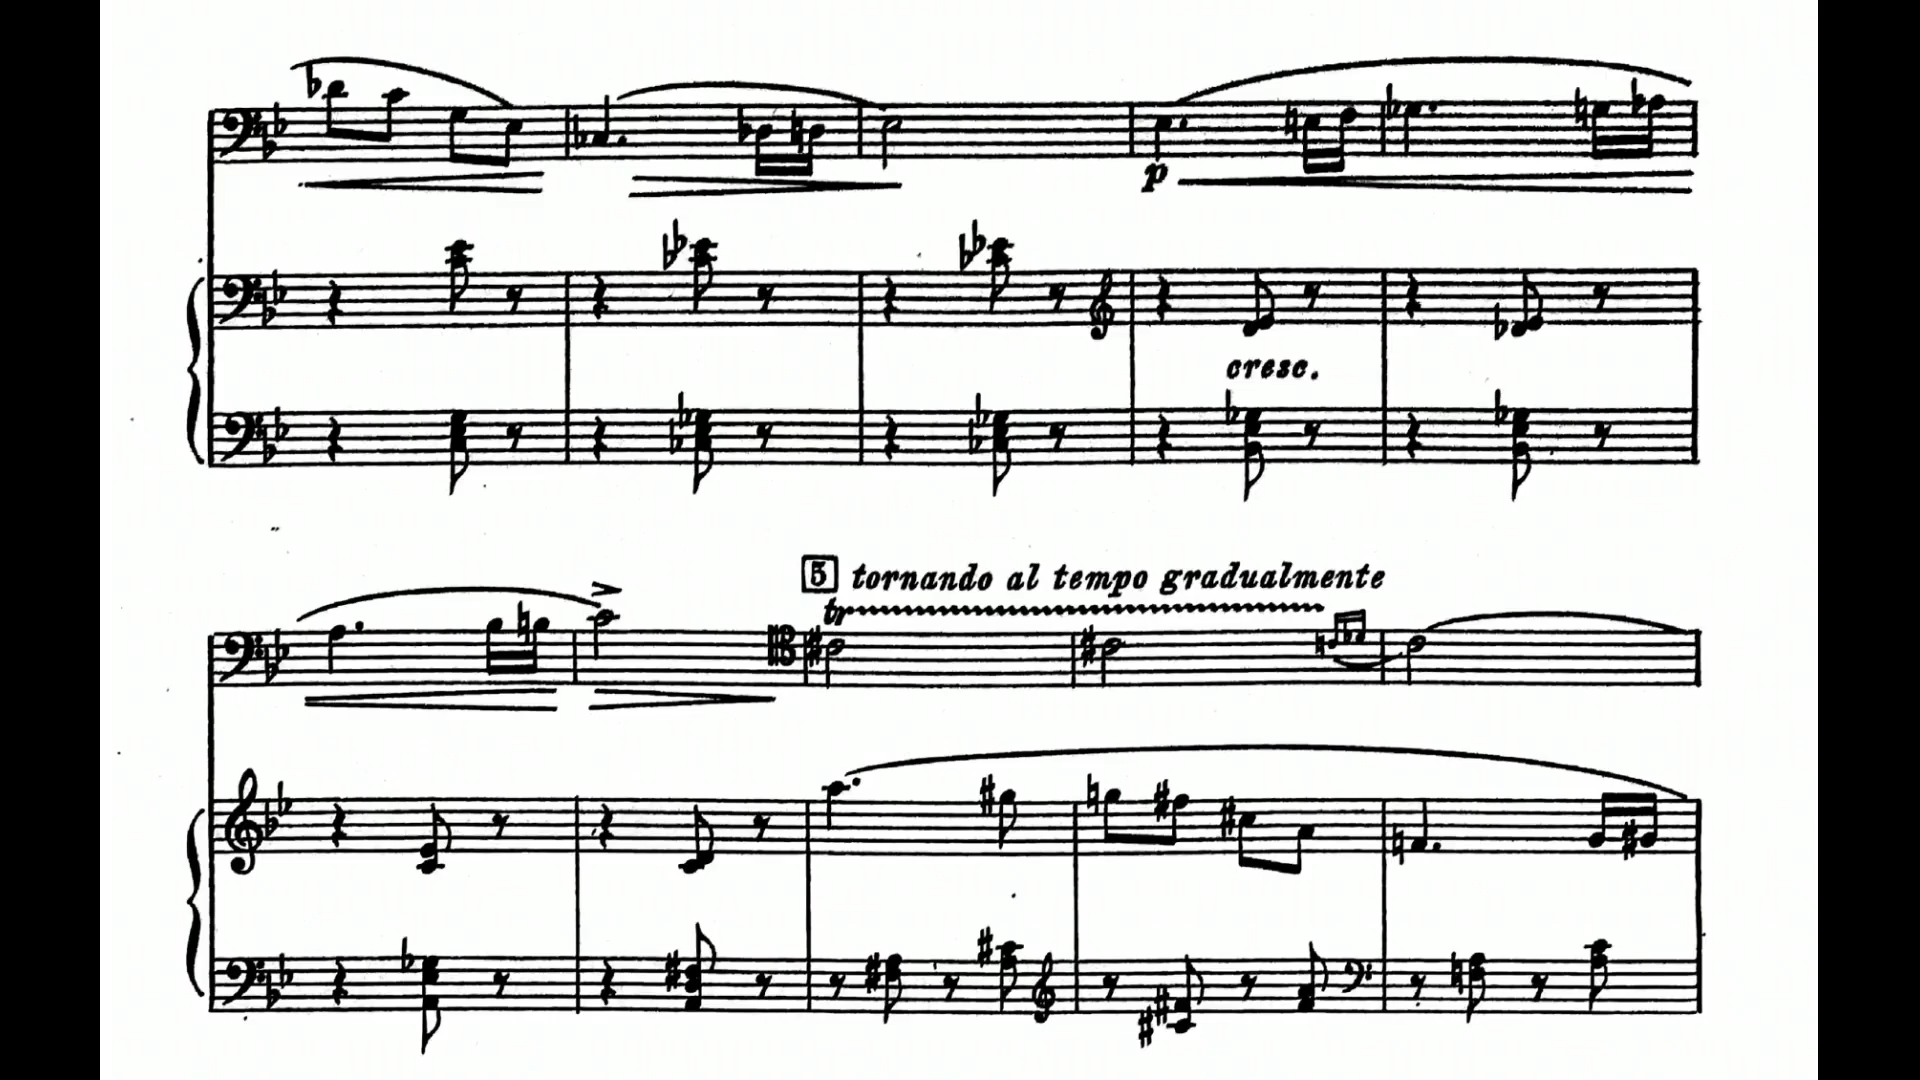 p
cresc.
5 tornando al tempo gradualmente
tr